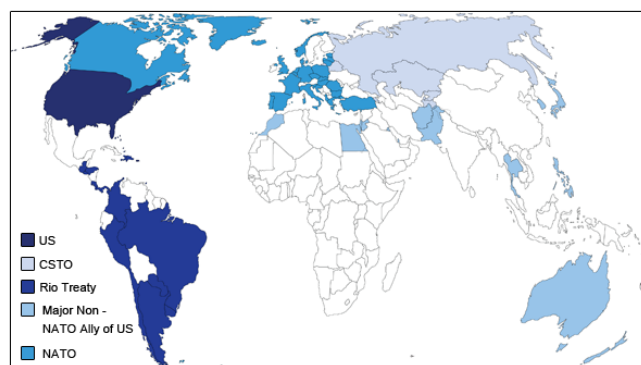 US
CSTO
Rio Treaty
Major Non -
NATO Ally of US
NATO